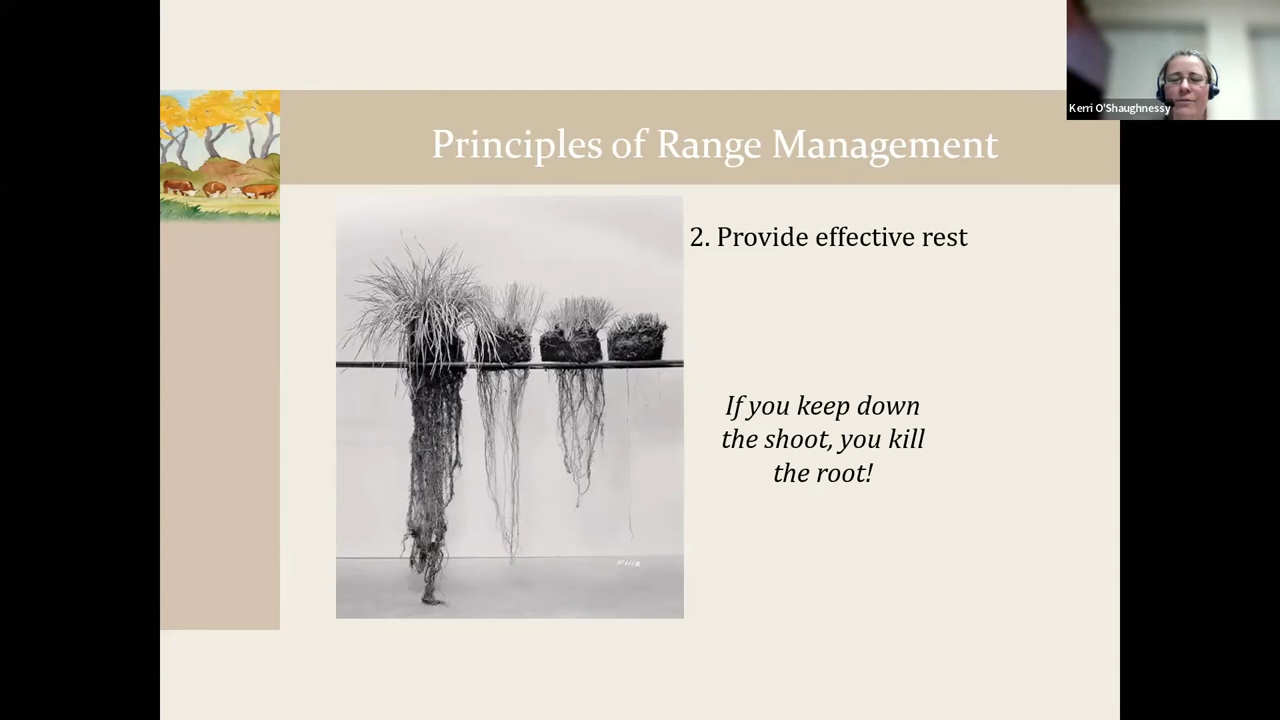 Kerri O'Shaughnessy
Principles of Range Management
2. Provide effective rest
If you keep down
the shoot, you kill
the root!